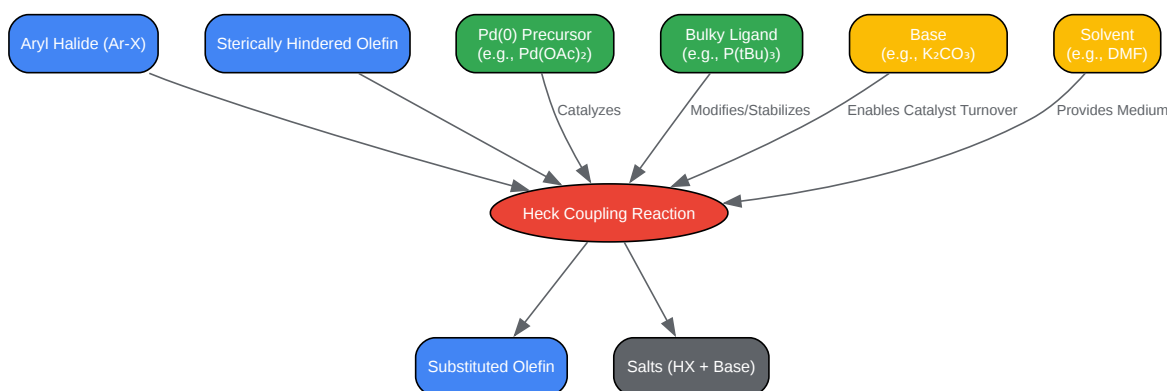 Aryl Halide (Ar-X)
Sterically Hindered Olefin
Pd(0) Precursor
(e.g., Pd(OAc)₂)
Bulky Ligand
(e.g., P(tBu)₃)
Base
(e.g., K₂CO₃)
Solvent
(e.g., DMF)
Catalyzes
Modifies/Stabilizes
Enables Catalyst Turnover
Provides Medium
Heck Coupling Reaction
Substituted Olefin
Salts (HX + Base)